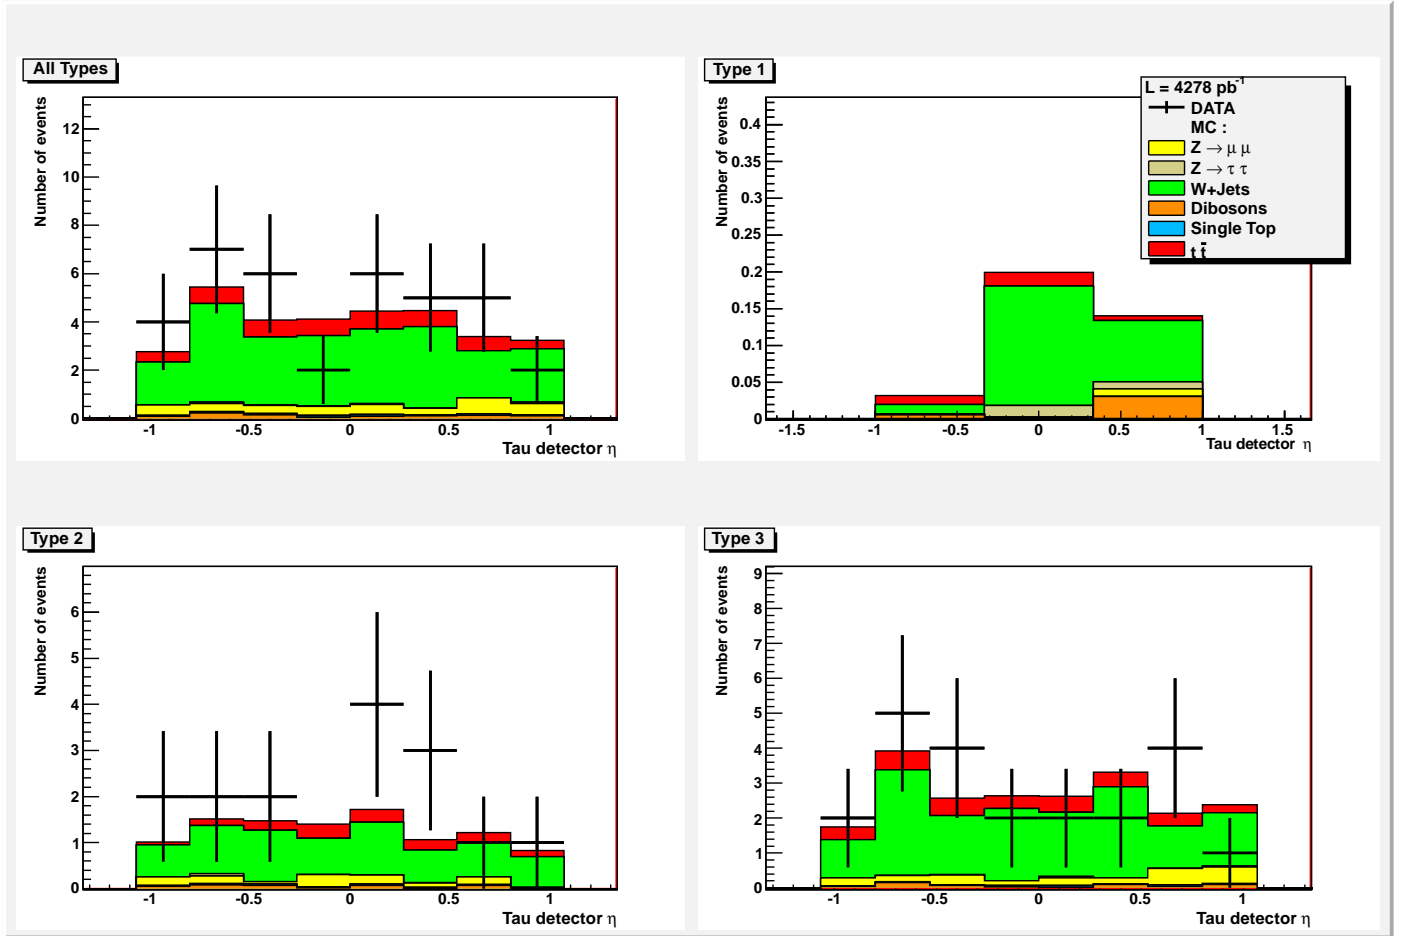 All Types
Number of events
12
10
8
6
4
2
0
-1 -0.5 0 0.5 1
Tau detector η
Type 1
Number of events
0.4
0.35
0.3
0.25
0.2
0.15
0.1
0.05
0
-1.5 -1 -0.5 0 0.5 1 1.5
Tau detector η
L = 4278 pb⁻¹
DATA
MC :
Z → μ μ
Z → τ τ
W+Jets
Dibosons
Single Top
t t̄
Type 2
Number of events
6
5
4
3
2
1
0
-1 -0.5 0 0.5 1
Tau detector η
Type 3
Number of events
9
8
7
6
5
4
3
2
1
0
-1 -0.5 0 0.5 1
Tau detector η